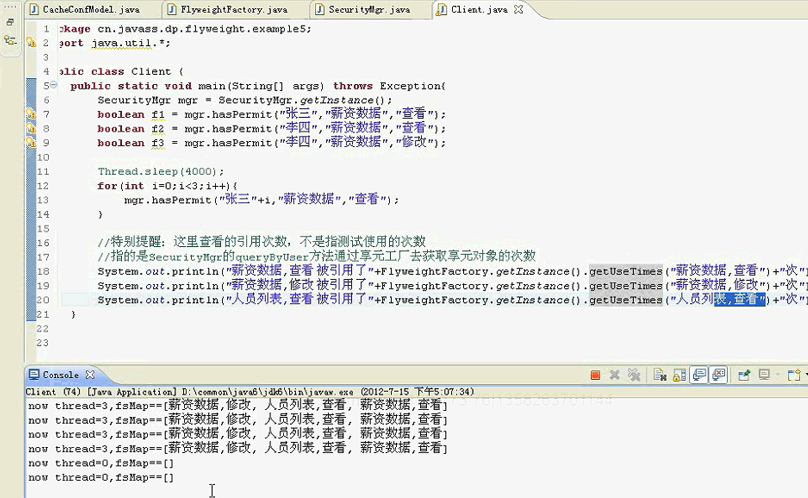 CacheConfModel.java FlyweightFactory.java SecurityMgr.java Client.java
1 ckage cn.javass.dp.flyweight.example5;
2 port java.util.*;
3
4 blic class Client {
5 public static void main(String[] args) throws Exception{
6 SecurityMgr mgr = SecurityMgr.getInstance();
7 boolean f1 = mgr.hasPermit("张三","薪资数据","查看");
8 boolean f2 = mgr.hasPermit("李四","薪资数据","查看");
9 boolean f3 = mgr.hasPermit("李四","薪资数据","修改");
10
11 Thread.sleep(4000);
12 for(int i=0;i<3;i++){
13 mgr.hasPermit("张三"+i,"薪资数据","查看");
14 }
15
16 //特别提醒：这里查看的引用次数，不是指测试使用的次数
17 //指的是SecurityMgr的queryByUser方法通过享元工厂去获取享元对象的次数
18 System.out.println("薪资数据,查看 被引用了"+FlyweightFactory.getInstance().getUseTimes("薪资数据,查看")+"次"
19 System.out.println("薪资数据,修改 被引用了"+FlyweightFactory.getInstance().getUseTimes("薪资数据,修改")+"次"
20 System.out.println("人员列表,查看 被引用了"+FlyweightFactory.getInstance().getUseTimes("人员列表,查看")+"次"
21 }
22
23
Console
Client (74) [Java Application] D:\common\java6\jdk6\bin\javaw.exe (2012-7-15 下午5:07:34)
now thread=3,fsMap==[薪资数据,修改, 人员列表,查看, 薪资数据,查看]
now thread=3,fsMap==[薪资数据,修改, 人员列表,查看, 薪资数据,查看]
now thread=3,fsMap==[薪资数据,修改, 人员列表,查看, 薪资数据,查看]
now thread=3,fsMap==[薪资数据,修改, 人员列表,查看, 薪资数据,查看]
now thread=0,fsMap==[]
now thread=0,fsMap==[]